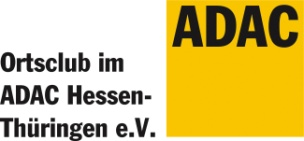 ADAC
Ortsclub im
ADAC Hessen-
Thüringen e.V.